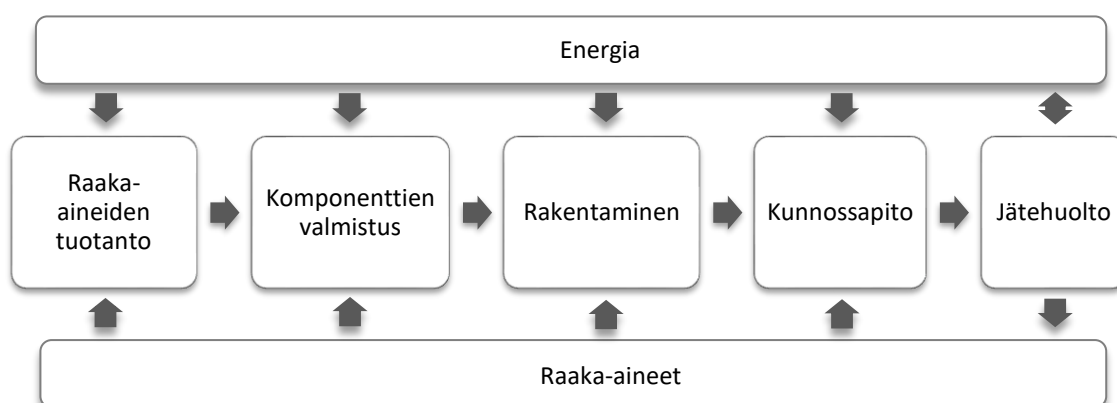 Energia
Raaka-
aineiden
tuotanto
Komponenttien
valmistus
Rakentaminen
Kunnossapito
Jätehuolto
Raaka-aineet